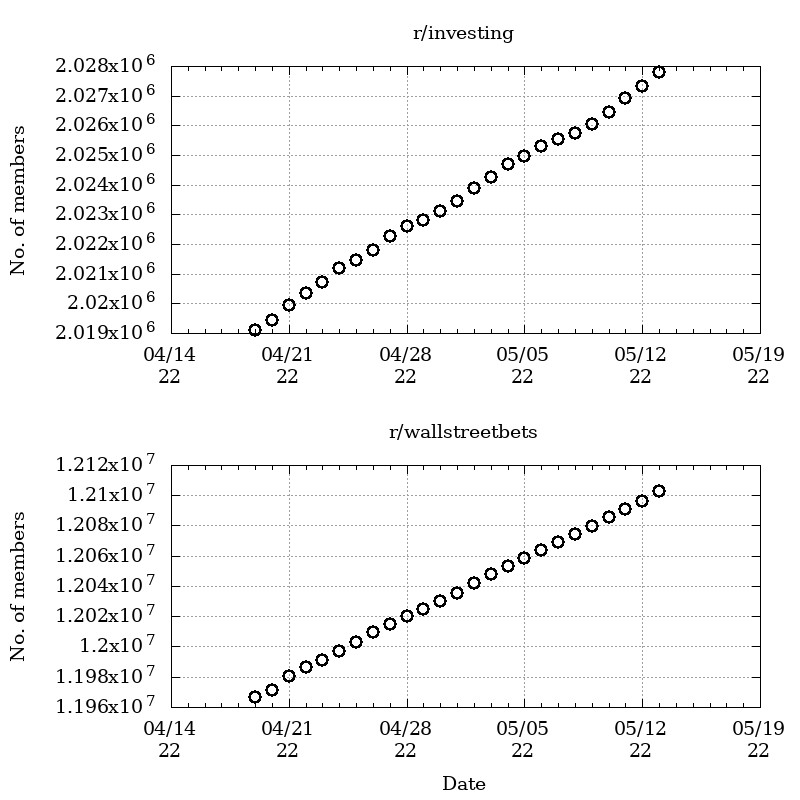 r/investing
2.028x10^6
2.027x10^6
2.026x10^6
2.025x10^6
2.024x10^6
2.023x10^6
2.022x10^6
2.021x10^6
2.02x10^6
2.019x10^6
No. of members
04/14 04/21 04/28 05/05 05/12 05/19
22 22 22 22 22 22
r/wallstreetbets
1.212x10^7
1.21x10^7
1.208x10^7
1.206x10^7
1.204x10^7
1.202x10^7
1.2x10^7
1.198x10^7
1.196x10^7
No. of members
04/14 04/21 04/28 05/05 05/12 05/19
22 22 22 22 22 22
Date